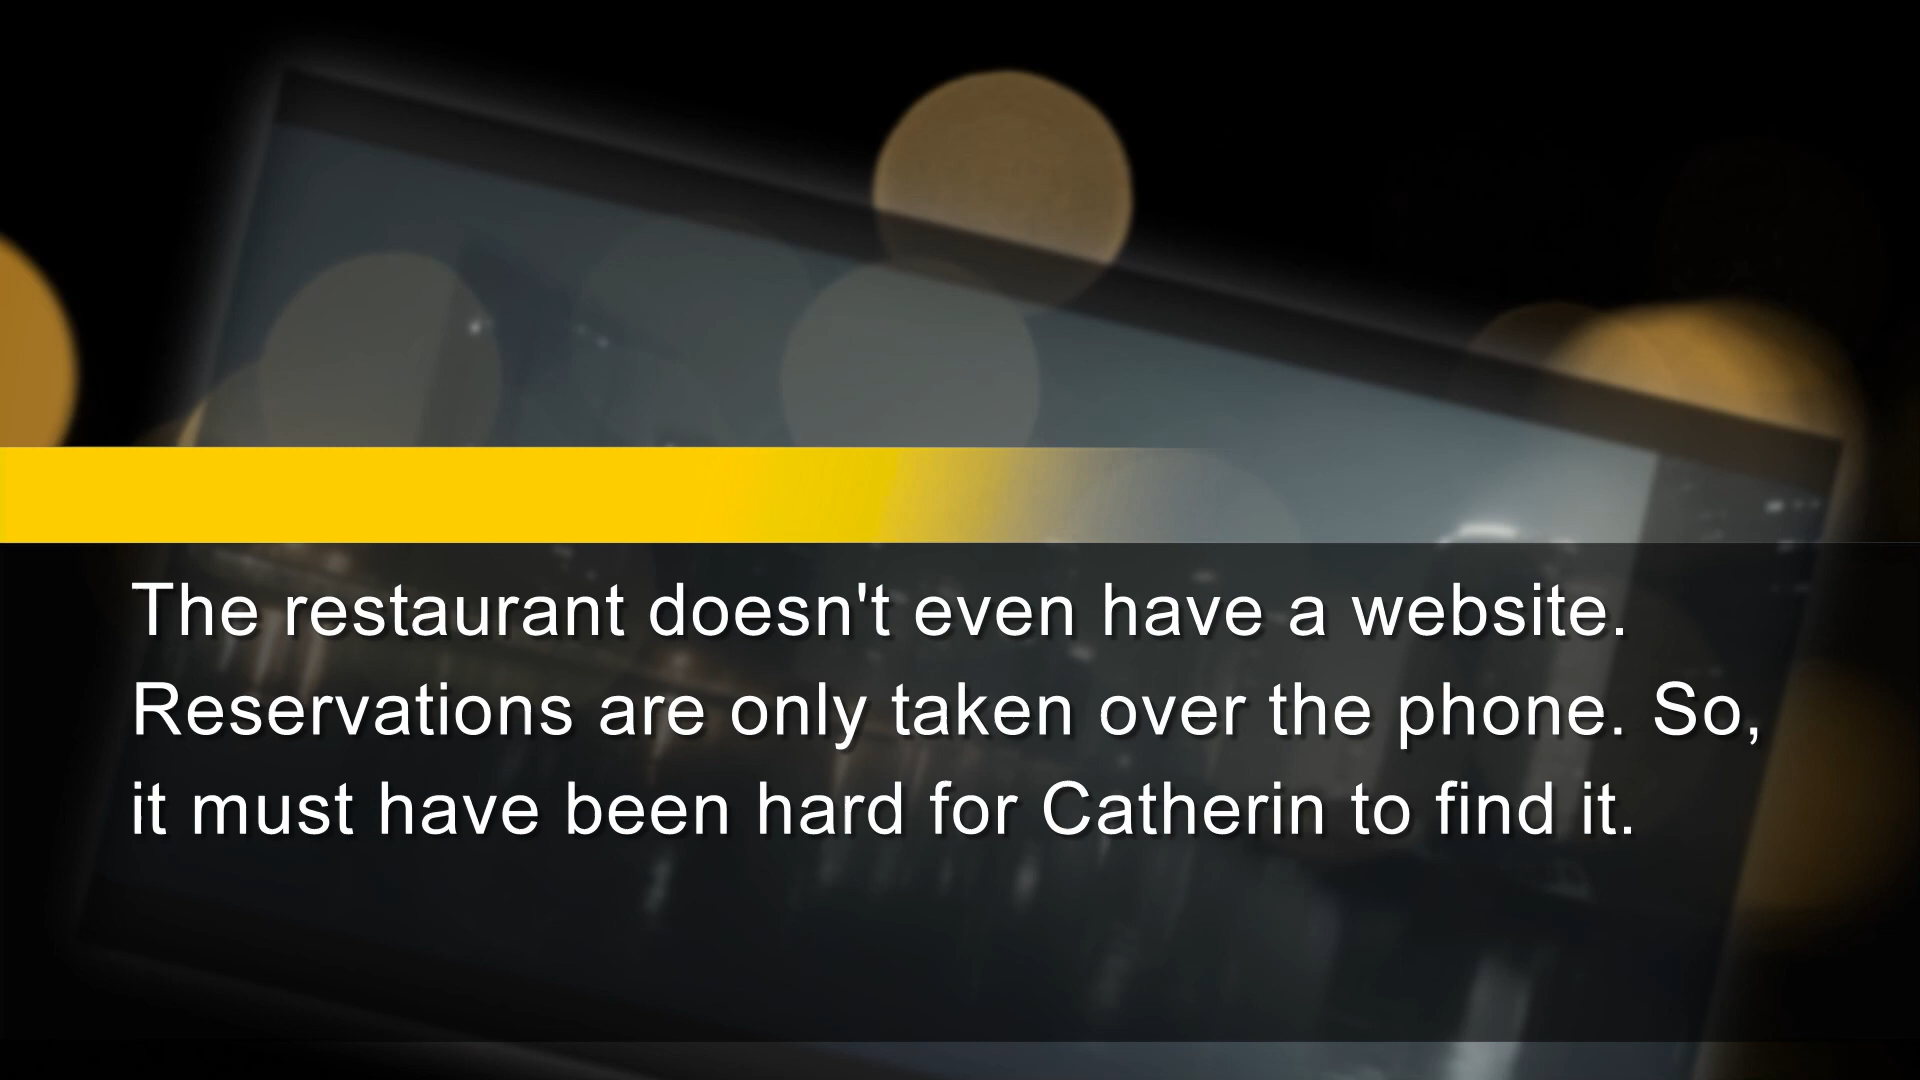 The restaurant doesn't even have a website.
Reservations are only taken over the phone. So,
it must have been hard for Catherin to find it.